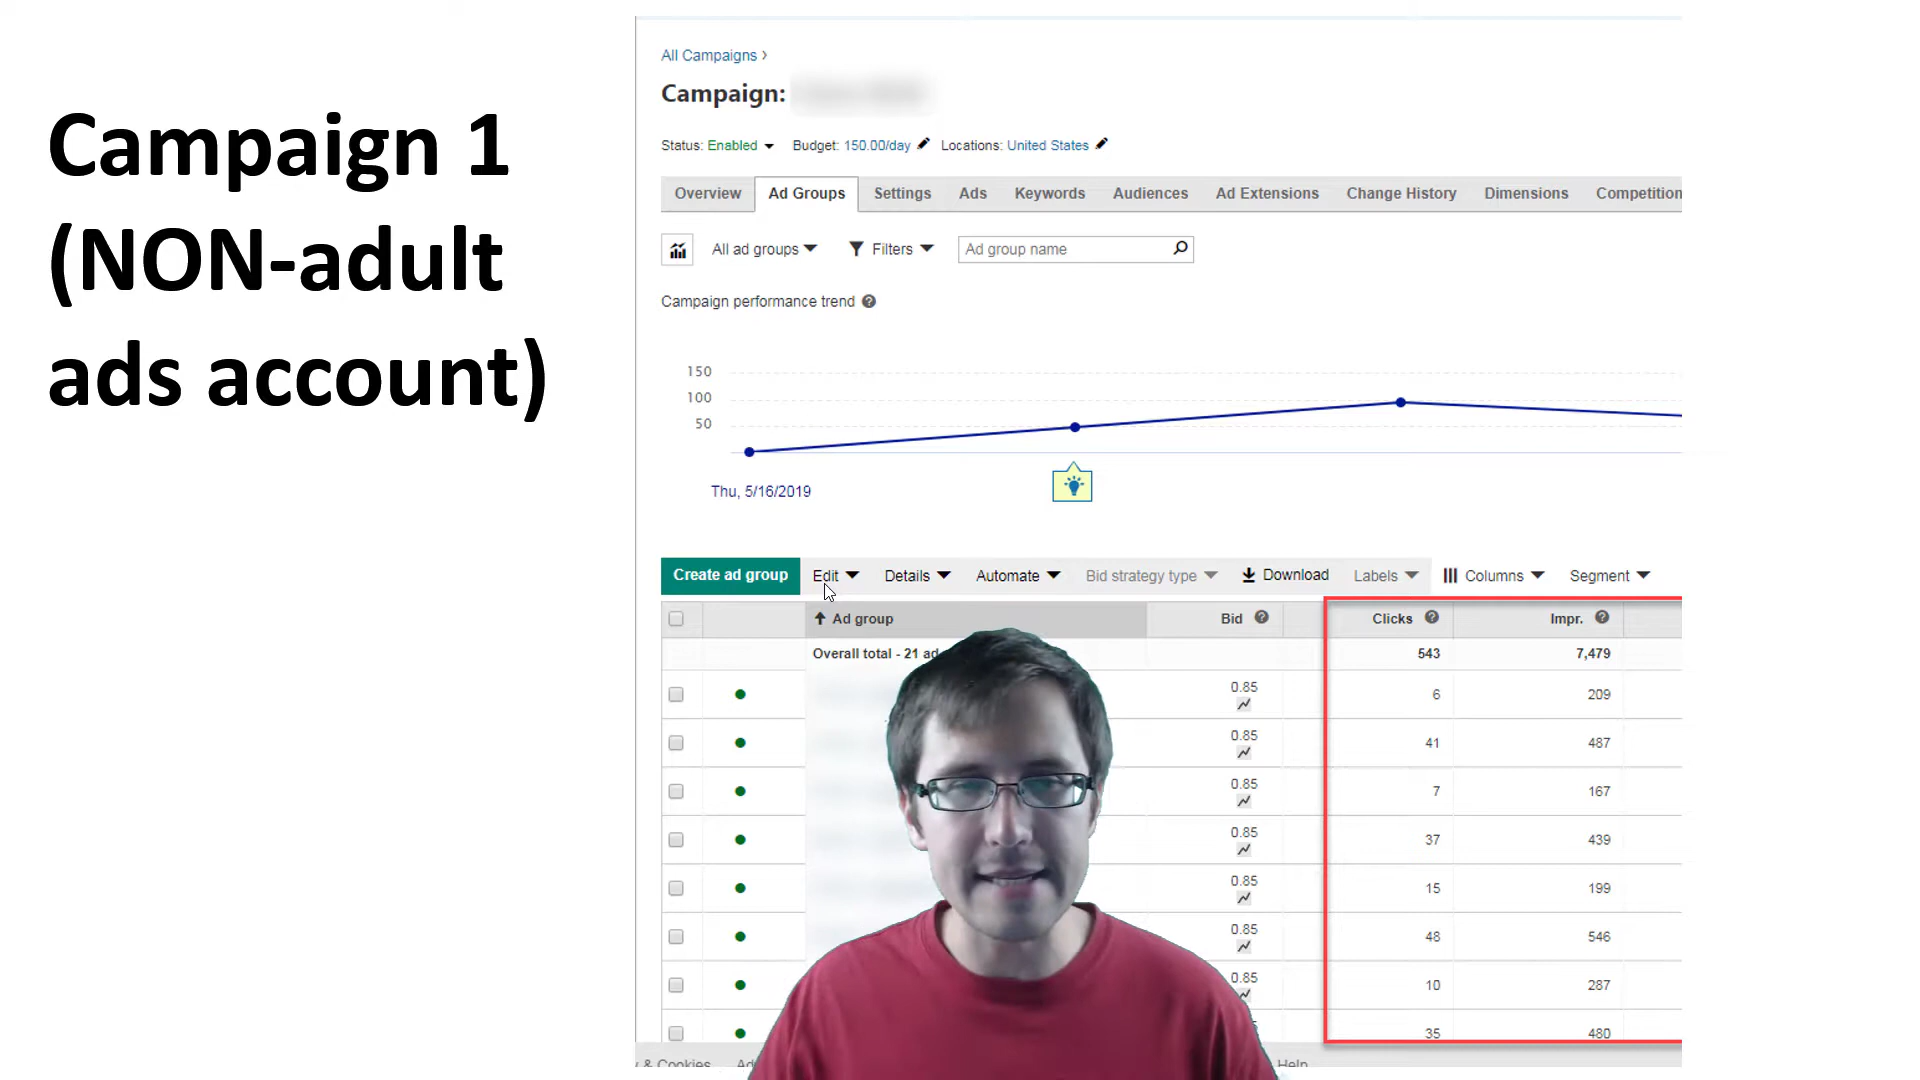 Campaign 1
(NON-adult
ads account)
All Campaigns ›
Campaign:
Status: Enabled Budget: 150.00/day Locations: United States
Overview Ad Groups Settings Ads Keywords Audiences Ad Extensions Change History Dimensions Competition
All ad groups Filters Ad group name
Campaign performance trend
150
100
50
Thu, 5/16/2019
Create ad group Edit Details Automate Bid strategy type Download Labels Columns Segment
Ad group Bid Clicks Impr.
Overall total - 21 ad 543 7,479
0.85 6 209
0.85 41 487
0.85 7 167
0.85 37 439
0.85 15 199
0.85 48 546
0.85 10 287
35 480
& Cookies Help